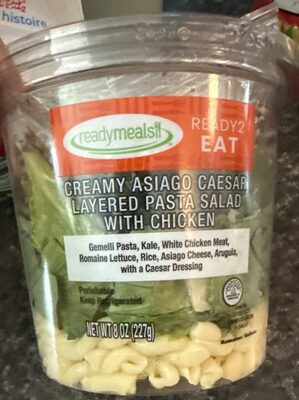 histoire
readymeals
READY2
EAT
CREAMY ASIAGO CAESAR
LAYERED PASTA SALAD
WITH CHICKEN
Gemelli Pasta, Kale, White Chicken Meat,
Romaine Lettuce, Rice, Asiago Cheese, Arugula,
with a Caesar Dressing
Perishable
Keep Refrigerated
NET WT 8 OZ (227g)